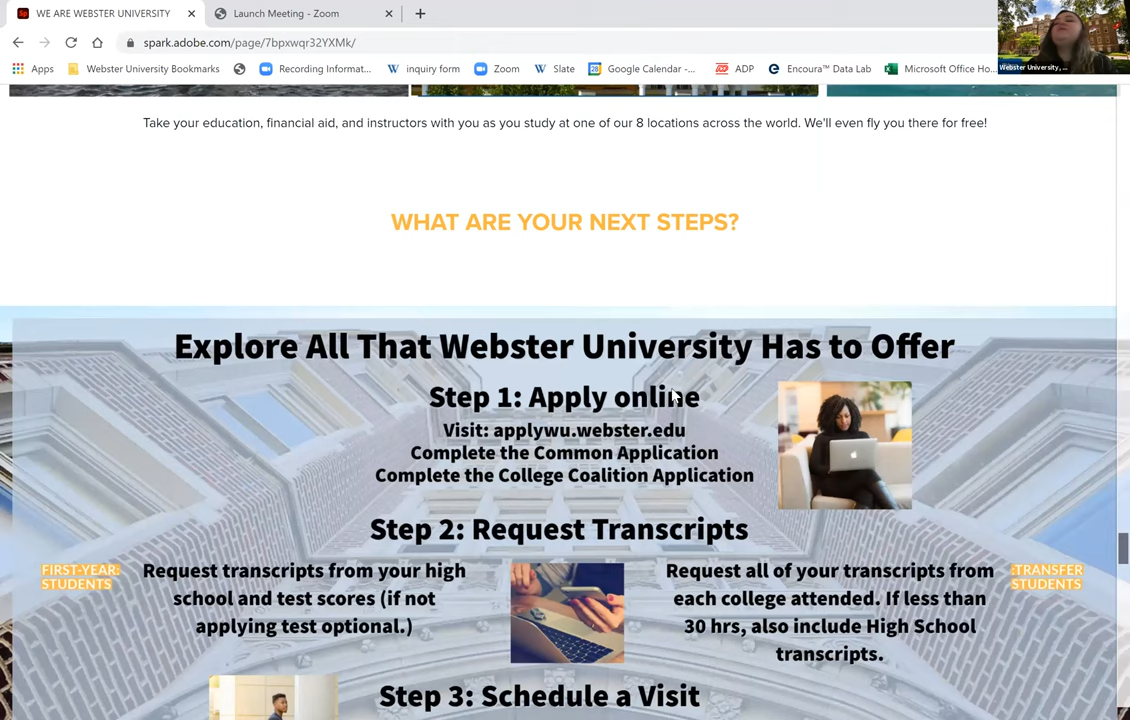 WE ARE WEBSTER UNIVERSITY
Launch Meeting - Zoom
spark.adobe.com/page/7bpxwqr32YXMk/
Apps
Webster University Bookmarks
Recording Informat...
inquiry form
Zoom
Slate
Google Calendar -...
ADP
Encoura™ Data Lab
Microsoft Office Ho...
Webster University, ...
Take your education, financial aid, and instructors with you as you study at one of our 8 locations across the world. We'll even fly you there for free!
WHAT ARE YOUR NEXT STEPS?
Explore All That Webster University Has to Offer
Step 1: Apply online
Visit: applywu.webster.edu
Complete the Common Application
Complete the College Coalition Application
Step 2: Request Transcripts
FIRST-YEAR:
STUDENTS
Request transcripts from your high
school and test scores (if not
applying test optional.)
Request all of your transcripts from
each college attended. If less than
30 hrs, also include High School
transcripts.
:TRANSFER
STUDENTS
Step 3: Schedule a Visit